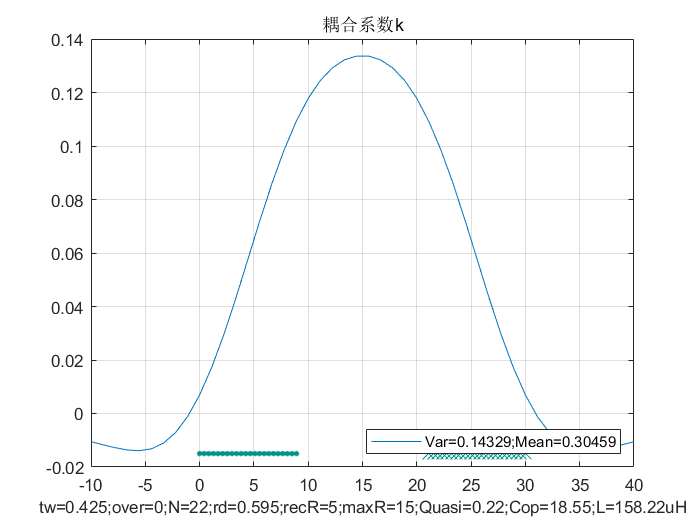 耦合系数k
0.14
0.12
0.1
0.08
0.06
0.04
0.02
0
-0.02
Var=0.14329;Mean=0.30459
-10 -5 0 5 10 15 20 25 30 35 40
tw=0.425;over=0;N=22;rd=0.595;recR=5;maxR=15;Quasi=0.22;Cop=18.55;L=158.22uH